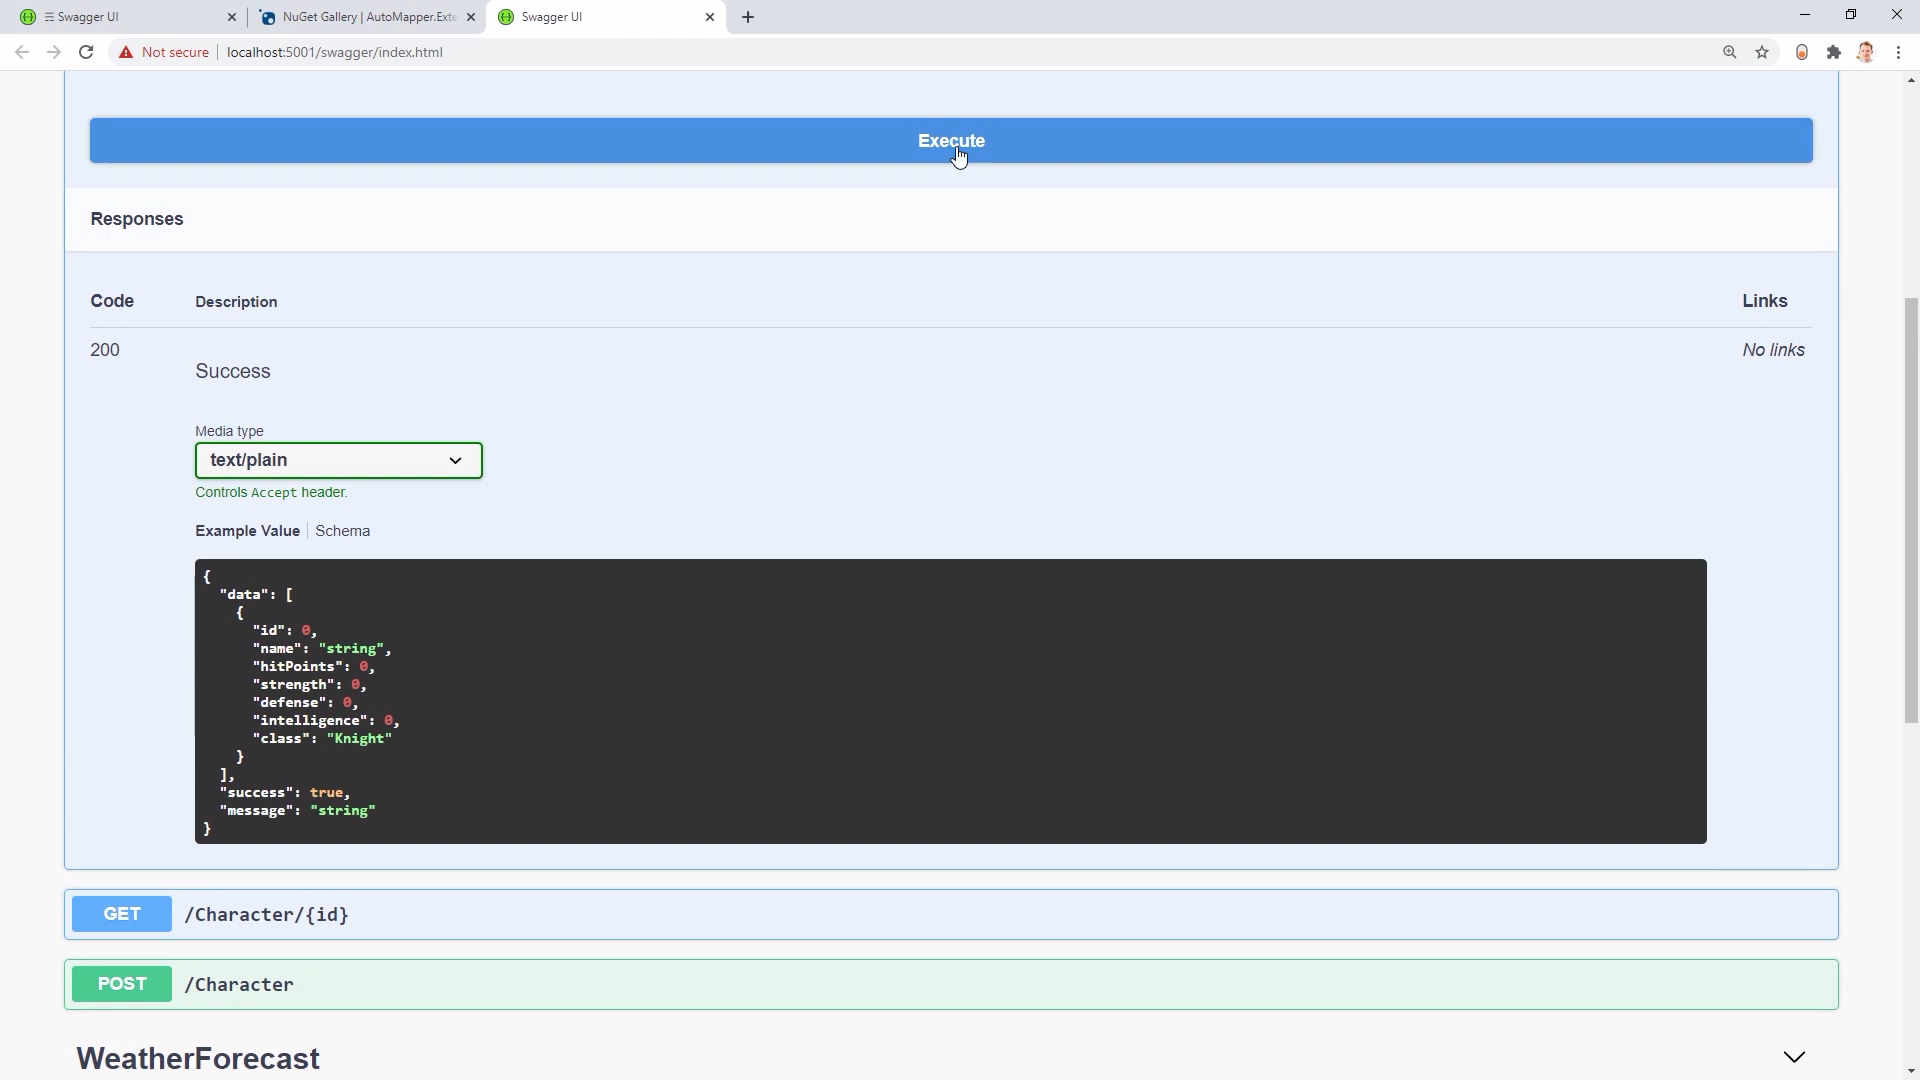 Swagger UI
NuGet Gallery | AutoMapper.Exte
Swagger UI
Not secure
localhost:5001/swagger/index.html
Execute
Responses
Code
Description
Links
200
Success
No links
Media type
text/plain
Controls Accept header.
Example Value
Schema
{
"data": [
{
"id": 0,
"name": "string",
"hitPoints": 0,
"strength": 0,
"defense": 0,
"intelligence": 0,
"class": "Knight"
}
],
"success": true,
"message": "string"
}
GET /Character/{id}
POST /Character
WeatherForecast